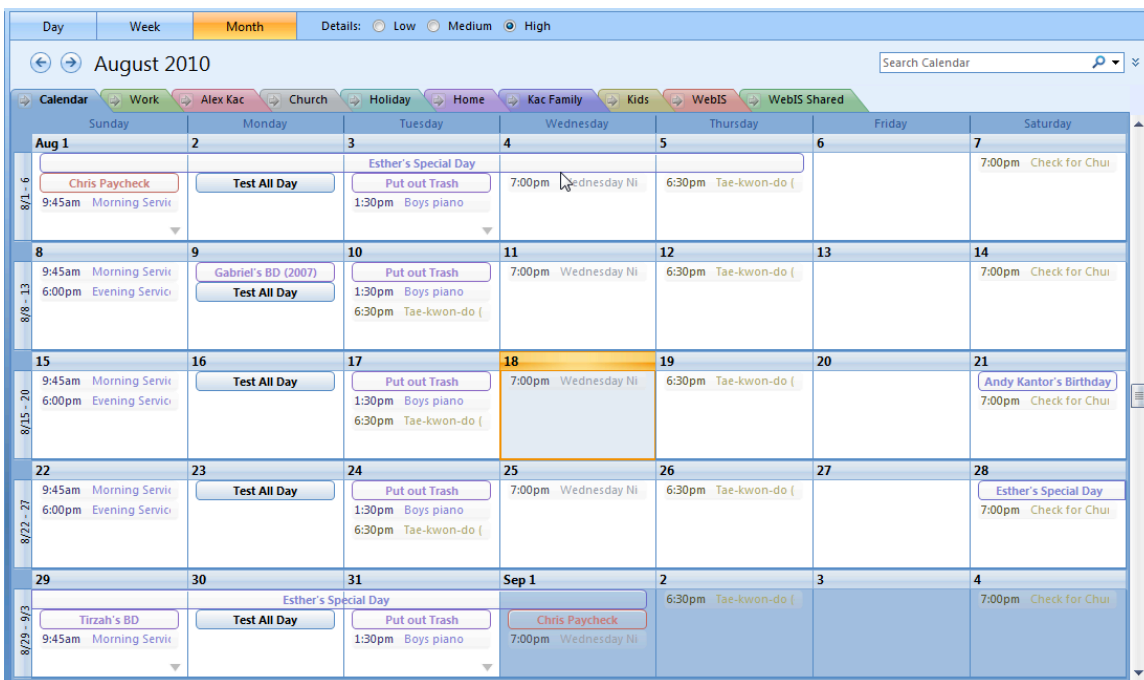 Day Week Month Details: Low Medium High
August 2010 Search Calendar
Calendar Work Alex Kac Church Holiday Home Kac Family Kids WebIS WebIS Shared
Sunday Monday Tuesday Wednesday Thursday Friday Saturday
Aug 1 2 3 4 5 6 7
8/1 - 6
Esther's Special Day 7:00pm Check for Chur
Chris Paycheck Test All Day Put out Trash 7:00pm Wednesday Ni 6:30pm Tae-kwon-do (
9:45am Morning Servic 1:30pm Boys piano
8 9 10 11 12 13 14
8/8 - 13
9:45am Morning Servic Gabriel's BD (2007) Put out Trash 7:00pm Wednesday Ni 6:30pm Tae-kwon-do ( 7:00pm Check for Chur
6:00pm Evening Service Test All Day 1:30pm Boys piano
6:30pm Tae-kwon-do (
15 16 17 18 19 20 21
8/15 - 20
9:45am Morning Servic Test All Day Put out Trash 7:00pm Wednesday Ni 6:30pm Tae-kwon-do ( Andy Kantor's Birthday
6:00pm Evening Service 1:30pm Boys piano 7:00pm Check for Chur
6:30pm Tae-kwon-do (
22 23 24 25 26 27 28
8/22 - 27
9:45am Morning Servic Test All Day Put out Trash 7:00pm Wednesday Ni 6:30pm Tae-kwon-do ( Esther's Special Day
6:00pm Evening Service 1:30pm Boys piano 7:00pm Check for Chur
6:30pm Tae-kwon-do (
29 30 31 Sep 1 2 3 4
8/29 - 9/3
Esther's Special Day 6:30pm Tae-kwon-do ( 7:00pm Check for Chur
Tirzah's BD Test All Day Put out Trash Chris Paycheck
9:45am Morning Servic 1:30pm Boys piano 7:00pm Wednesday Ni